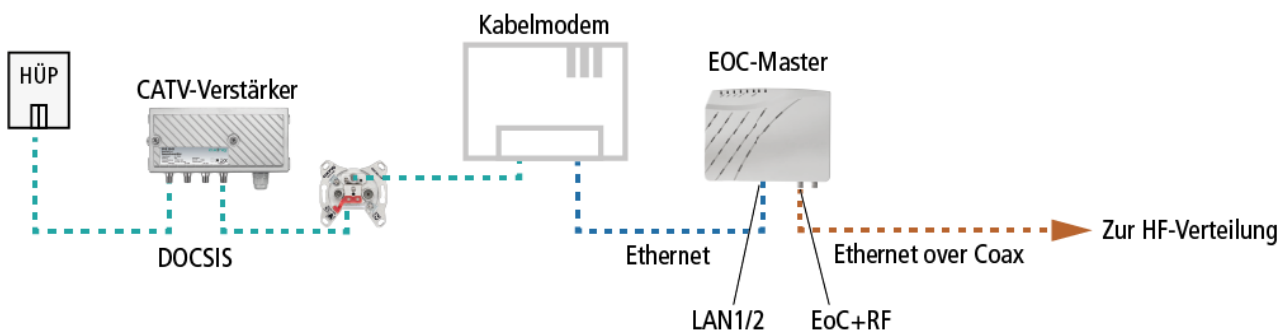 Kabelmodem
HÜP
CATV-Verstärker
EOC-Master
DOCSIS
Ethernet
Ethernet over Coax
Zur HF-Verteilung
LAN1/2
EoC+RF